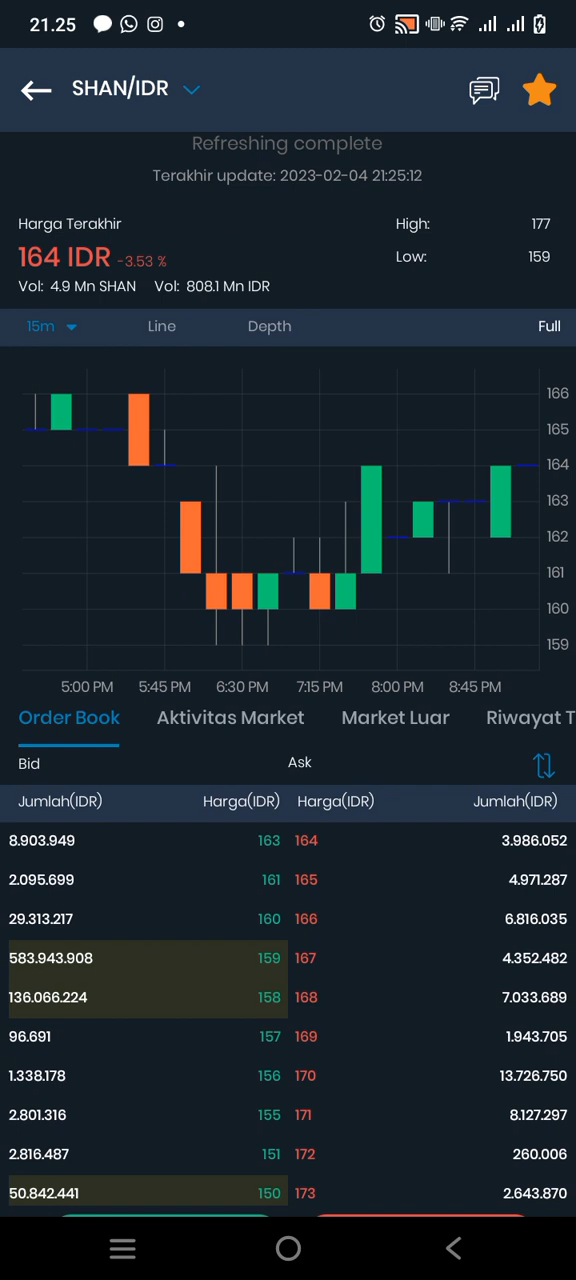 21.25
SHAN/IDR
Refreshing complete
Terakhir update: 2023-02-04 21:25:12
Harga Terakhir High: 177
164 IDR -3.53 % Low: 159
Vol: 4.9 Mn SHAN Vol: 808.1 Mn IDR
15m Line Depth Full
166
165
164
163
162
161
160
159
5:00 PM 5:45 PM 6:30 PM 7:15 PM 8:00 PM 8:45 PM
Order Book Aktivitas Market Market Luar Riwayat T
Bid Ask
Jumlah(IDR) Harga(IDR) Harga(IDR) Jumlah(IDR)
8.903.949 163 164 3.986.052
2.095.699 161 165 4.971.287
29.313.217 160 166 6.816.035
583.943.908 159 167 4.352.482
136.066.224 158 168 7.033.689
96.691 157 169 1.943.705
1.338.178 156 170 13.726.750
2.801.316 155 171 8.127.297
2.816.487 151 172 260.006
50.842.441 150 173 2.643.870